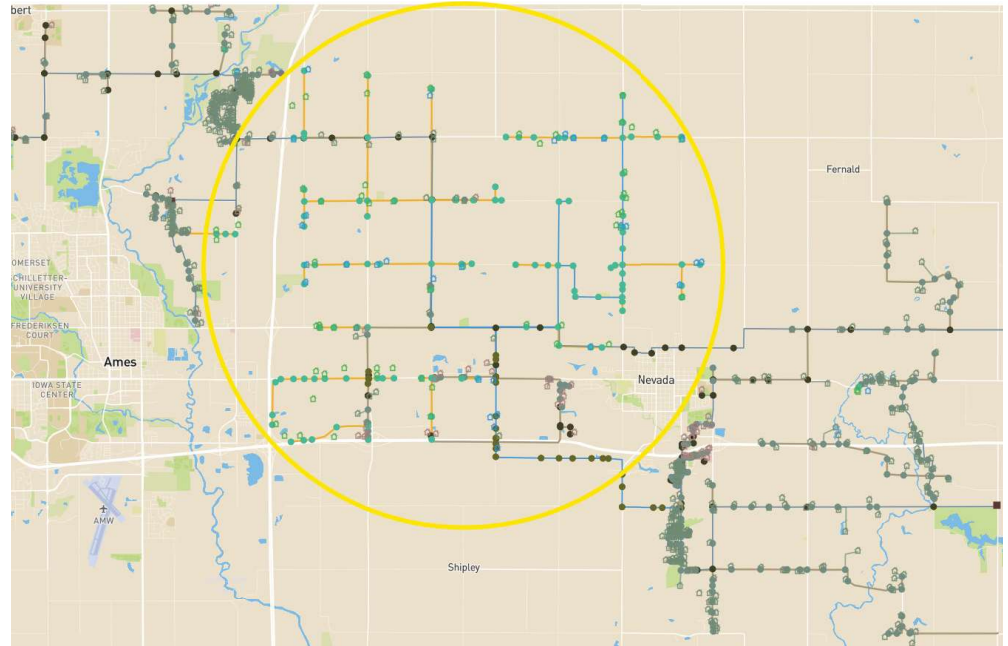 bert
Fernald
OMERSET
CHILLETTER-
UNIVERSITY
VILLAGE
FREDERIKSEN
COURT
Ames
Nevada
IOWA STATE
CENTER
AMW
Shipley